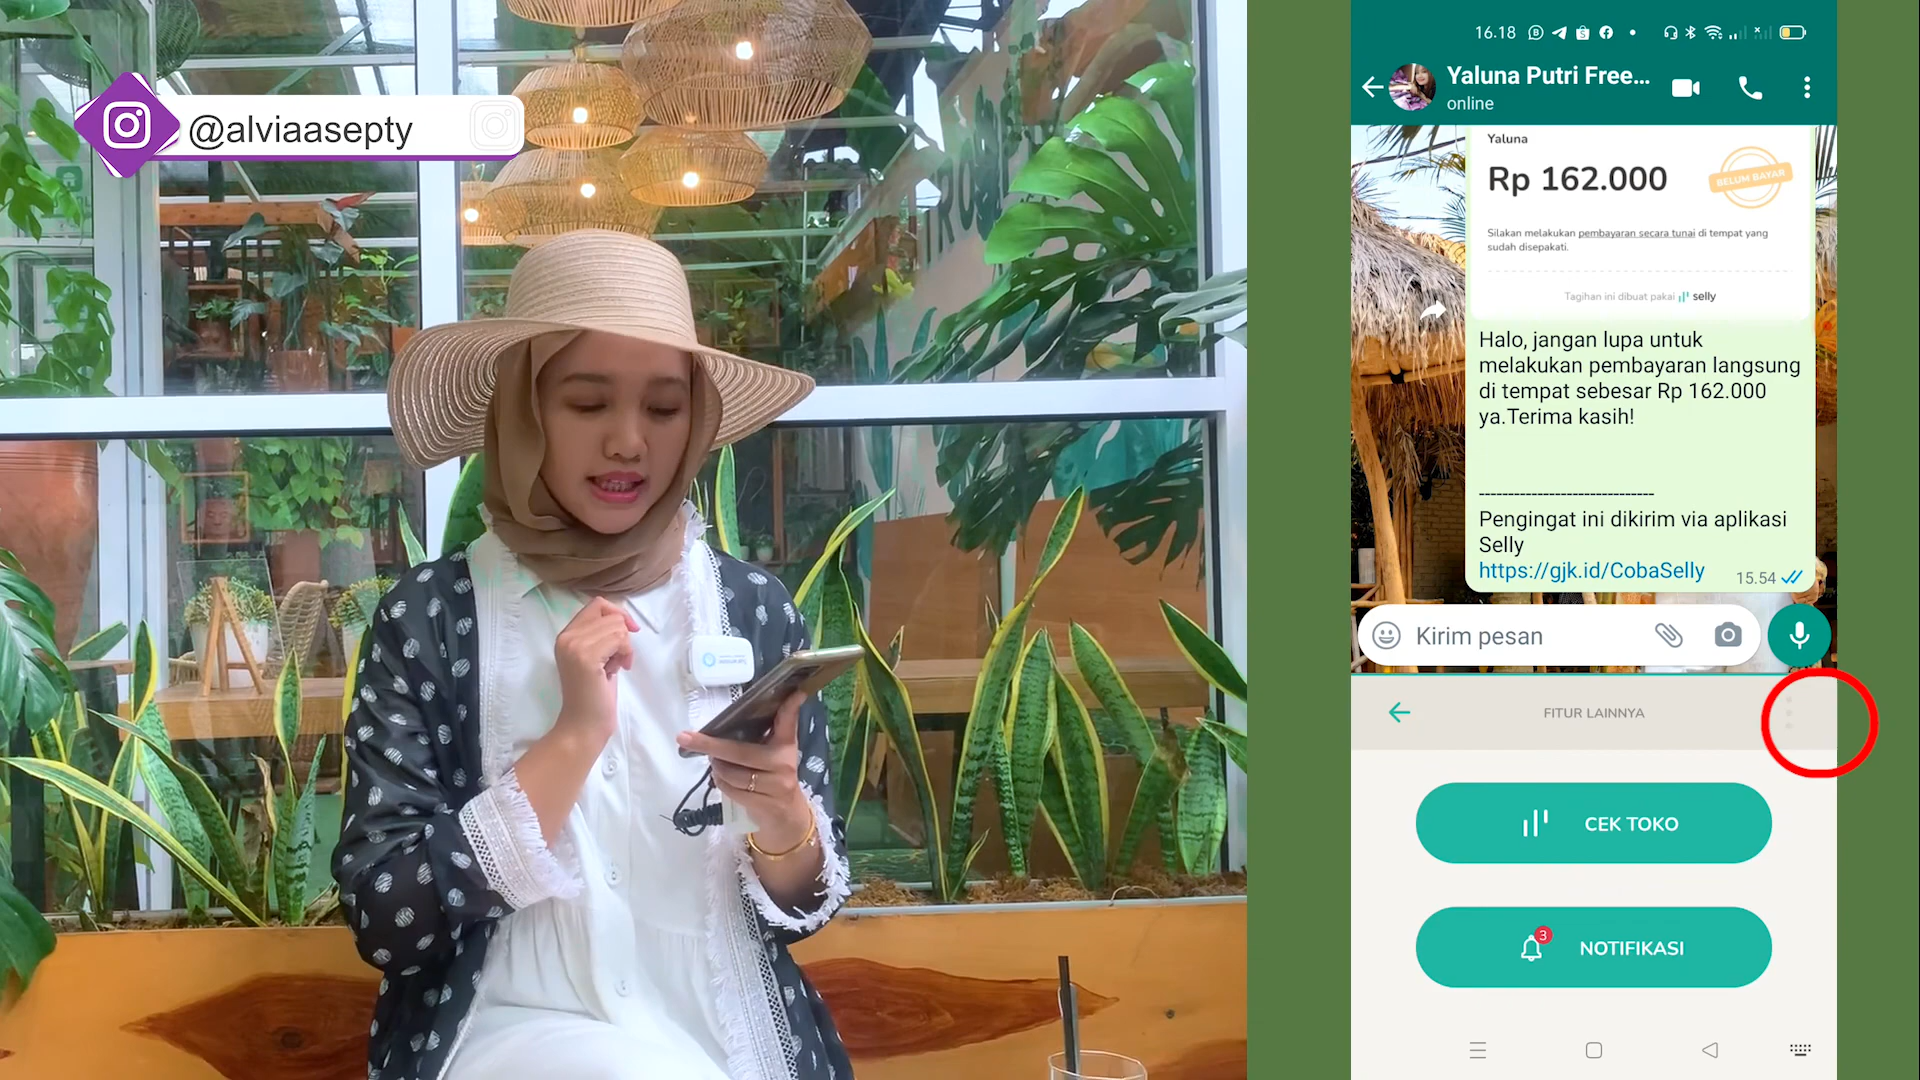 @alviaasepty
16.18
Yaluna Putri Free...
online
Yaluna
Rp 162.000
BELUM BAYAR
Silakan melakukan pembayaran secara tunai di tempat yang
sudah disepakati.
Tagihan ini dibuat pakai selly
Halo, jangan lupa untuk
melakukan pembayaran langsung
di tempat sebesar Rp 162.000
ya.Terima kasih!
------------------------------
Pengingat ini dikirim via aplikasi
Selly
https://gjk.id/CobaSelly
15.54
Kirim pesan
FITUR LAINNYA
CEK TOKO
3
NOTIFIKASI